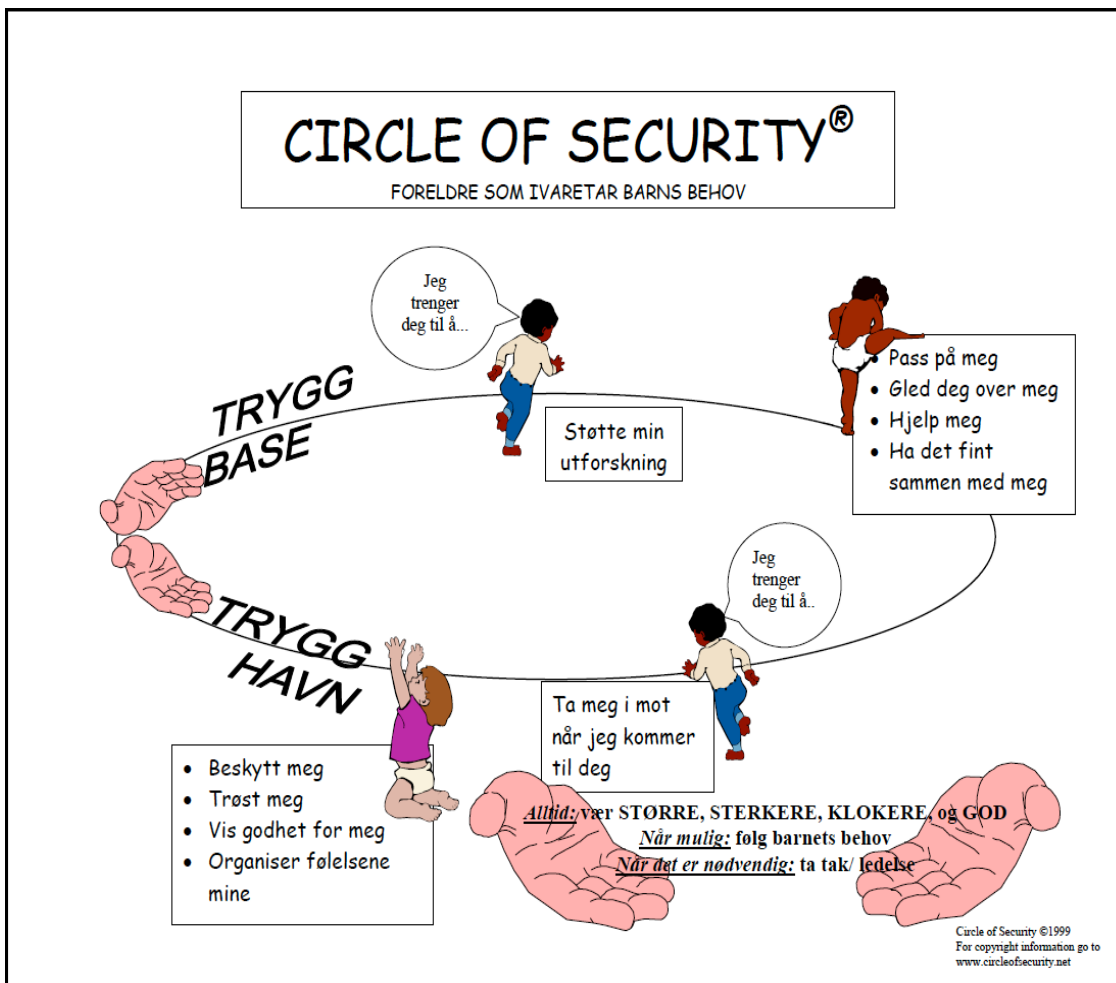 CIRCLE OF SECURITY®
FORELDRE SOM IVARETAR BARNS BEHOV
Jeg
trenger
deg til å...
TRYGG
BASE
Støtte min
utforskning
• Pass på meg
• Gled deg over meg
• Hjelp meg
• Ha det fint
sammen med meg
Jeg
trenger
deg til å..
TRYGG
HAVN
Ta meg i mot
når jeg kommer
til deg
• Beskytt meg
• Trøst meg
• Vis godhet for meg
• Organiser følelsene
mine
Alltid: vær STØRRE, STERKERE, KLOKERE, og GOD
Når mulig: følg barnets behov
Når det er nødvendig: ta tak/ ledelse
Circle of Security ©1999
For copyright information go to
www.circleofsecurity.net